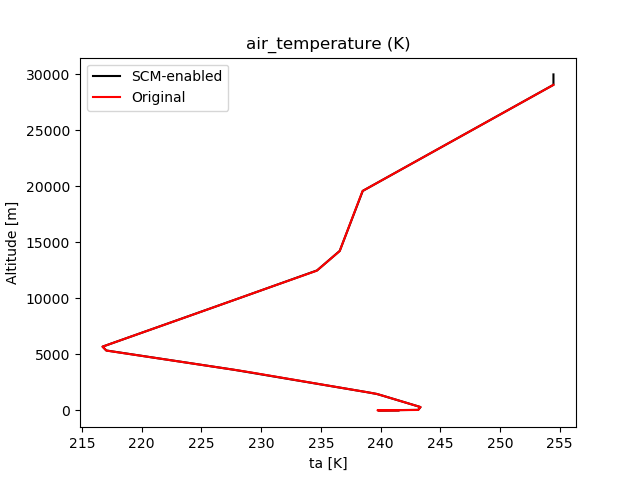 air_temperature (K)
SCM-enabled
Original
30000
25000
20000
15000
10000
5000
0
Altitude [m]
215 220 225 230 235 240 245 250 255
ta [K]